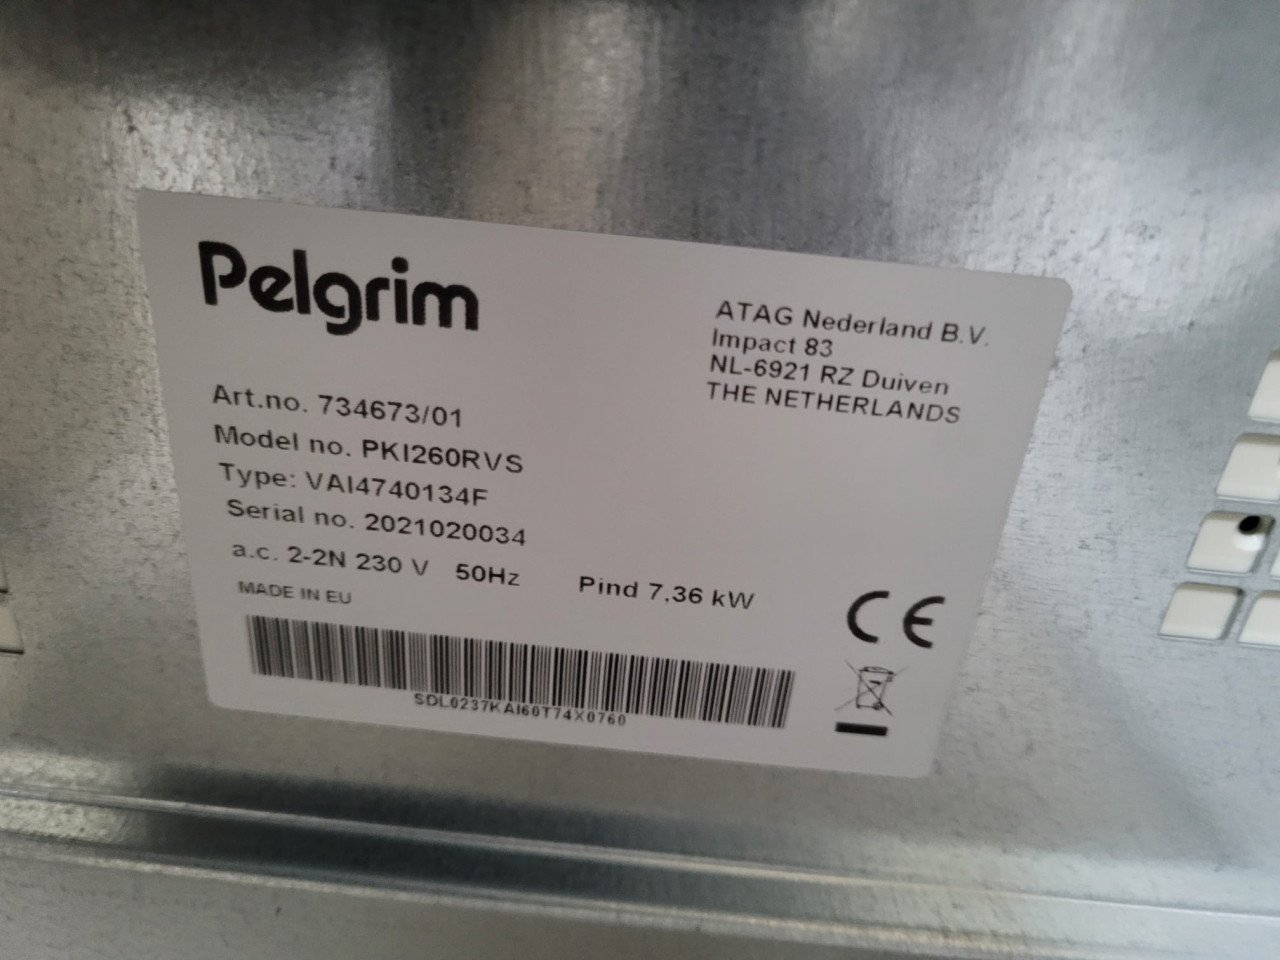 Pelgrim
ATAG Nederland B.V.
Impact 83
NL-6921 RZ Duiven
THE NETHERLANDS
Art.no. 734673/01
Model no. PKI260RVS
Type: VAI4740134F
Serial no. 2021020034
a.c. 2-2N 230 V 50Hz Pind 7,36 kW
MADE IN EU
CE
SDL0237KAI60T74X0760